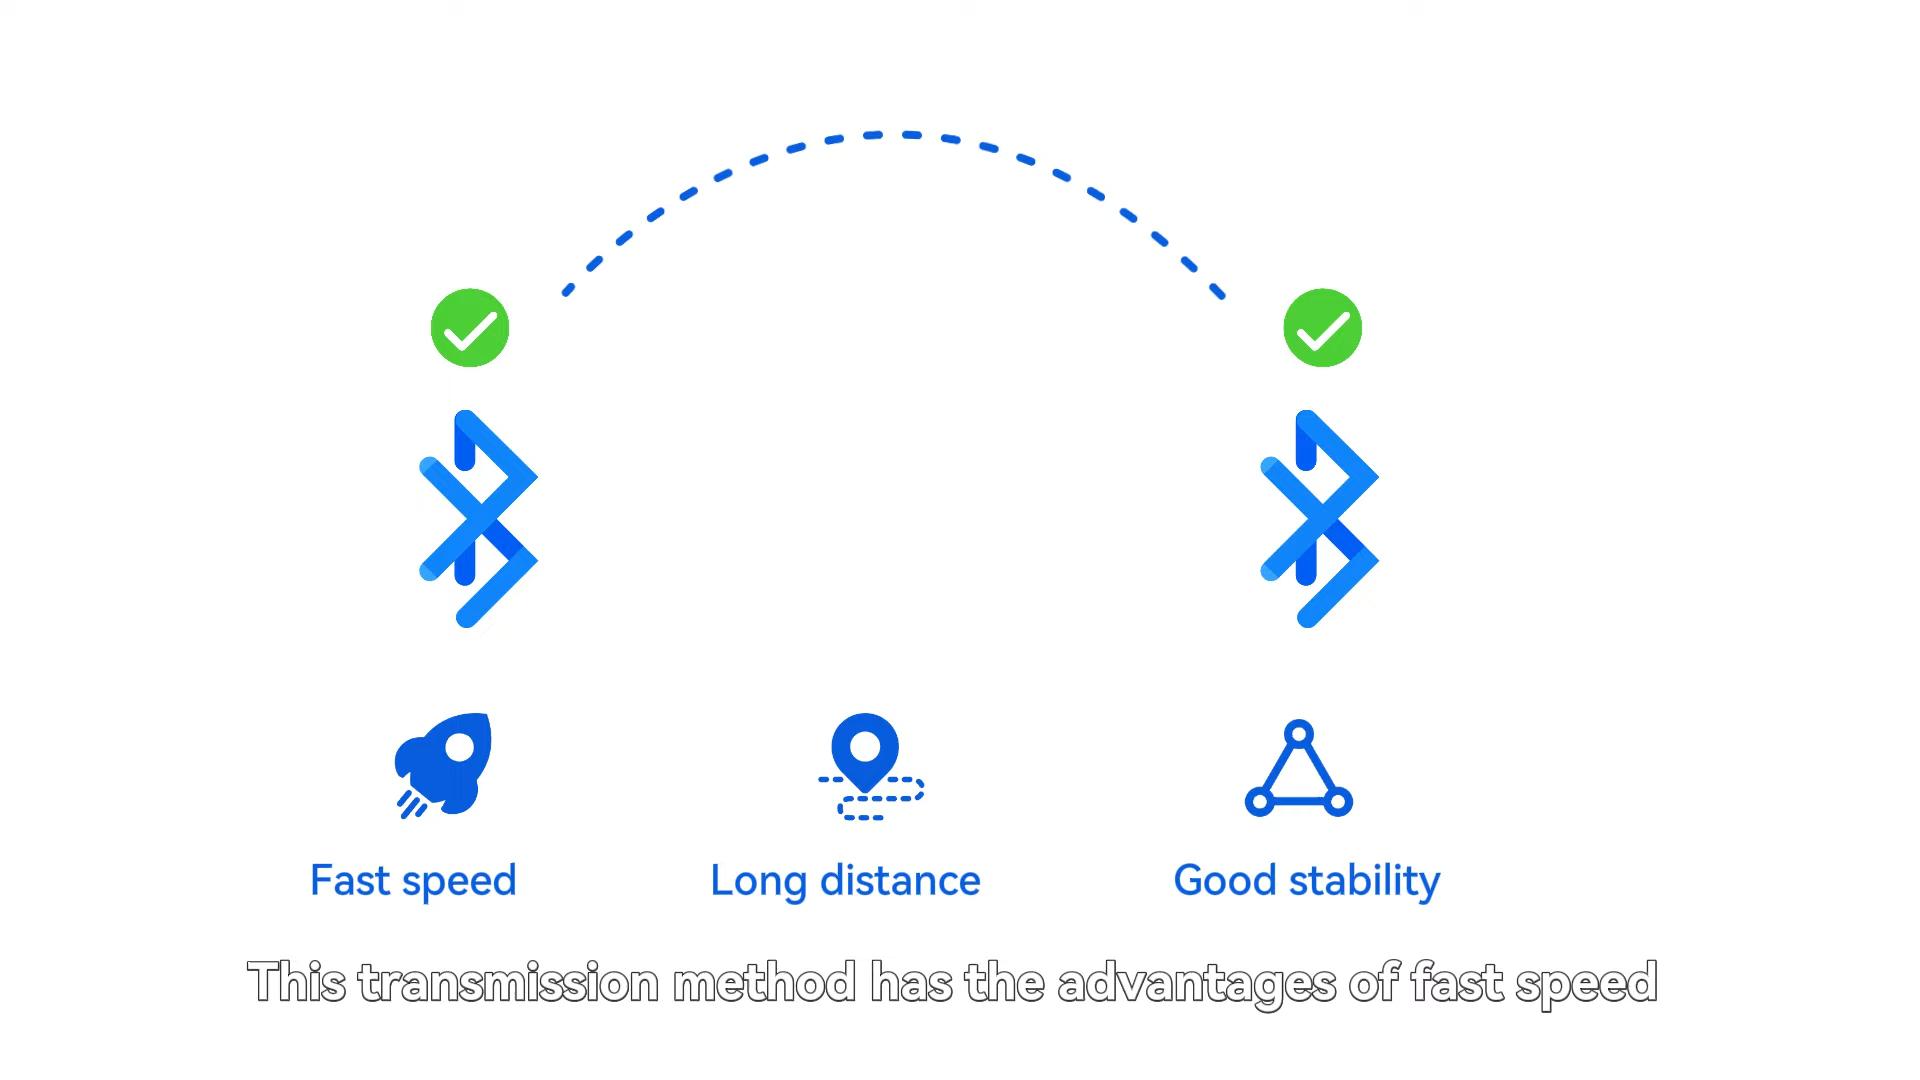 Fast speed
Long distance
Good stability
This transmission method has the advantages of fast speed